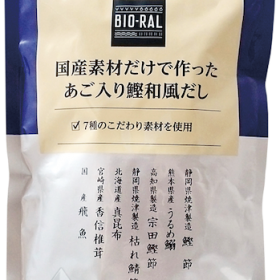 BIO-RAL
国産素材だけで作った
あご入り鰹和風だし
7種のこだわり素材を使用
静岡県焼津製造 鰹節
熊本県産 うるめ鰯
高知県製造 宗田鰹節
静岡県焼津製造 枯れ鯖節
北海道産 真昆布
宮崎県産 香信椎茸
国産 飛魚